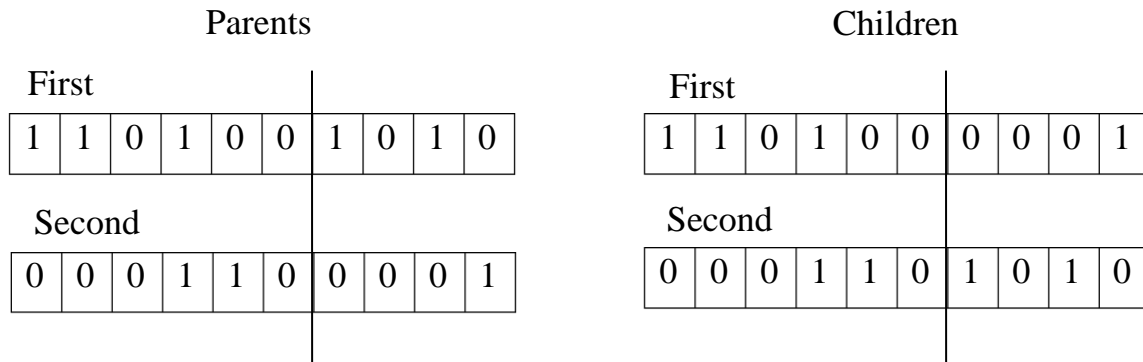 Parents
First
1 1 0 1 0 0 1 0 1 0
Second
0 0 0 1 1 0 0 0 0 1
Children
First
1 1 0 1 0 0 0 0 0 1
Second
0 0 0 1 1 0 1 0 1 0